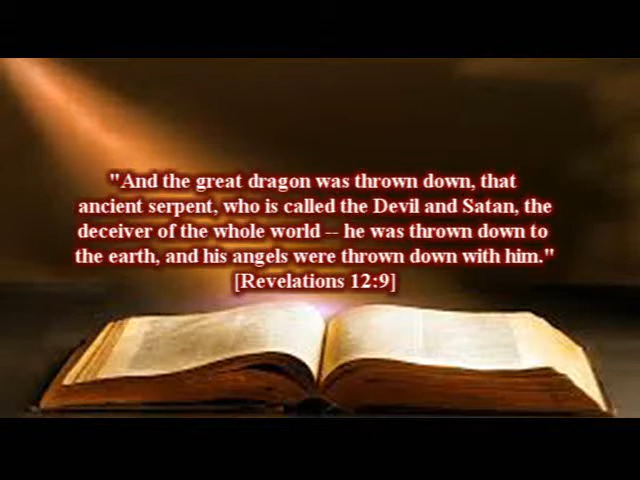 "And the great dragon was thrown down, that
ancient serpent, who is called the Devil and Satan, the
deceiver of the whole world -- he was thrown down to
the earth, and his angels were thrown down with him."
[Revelations 12:9]